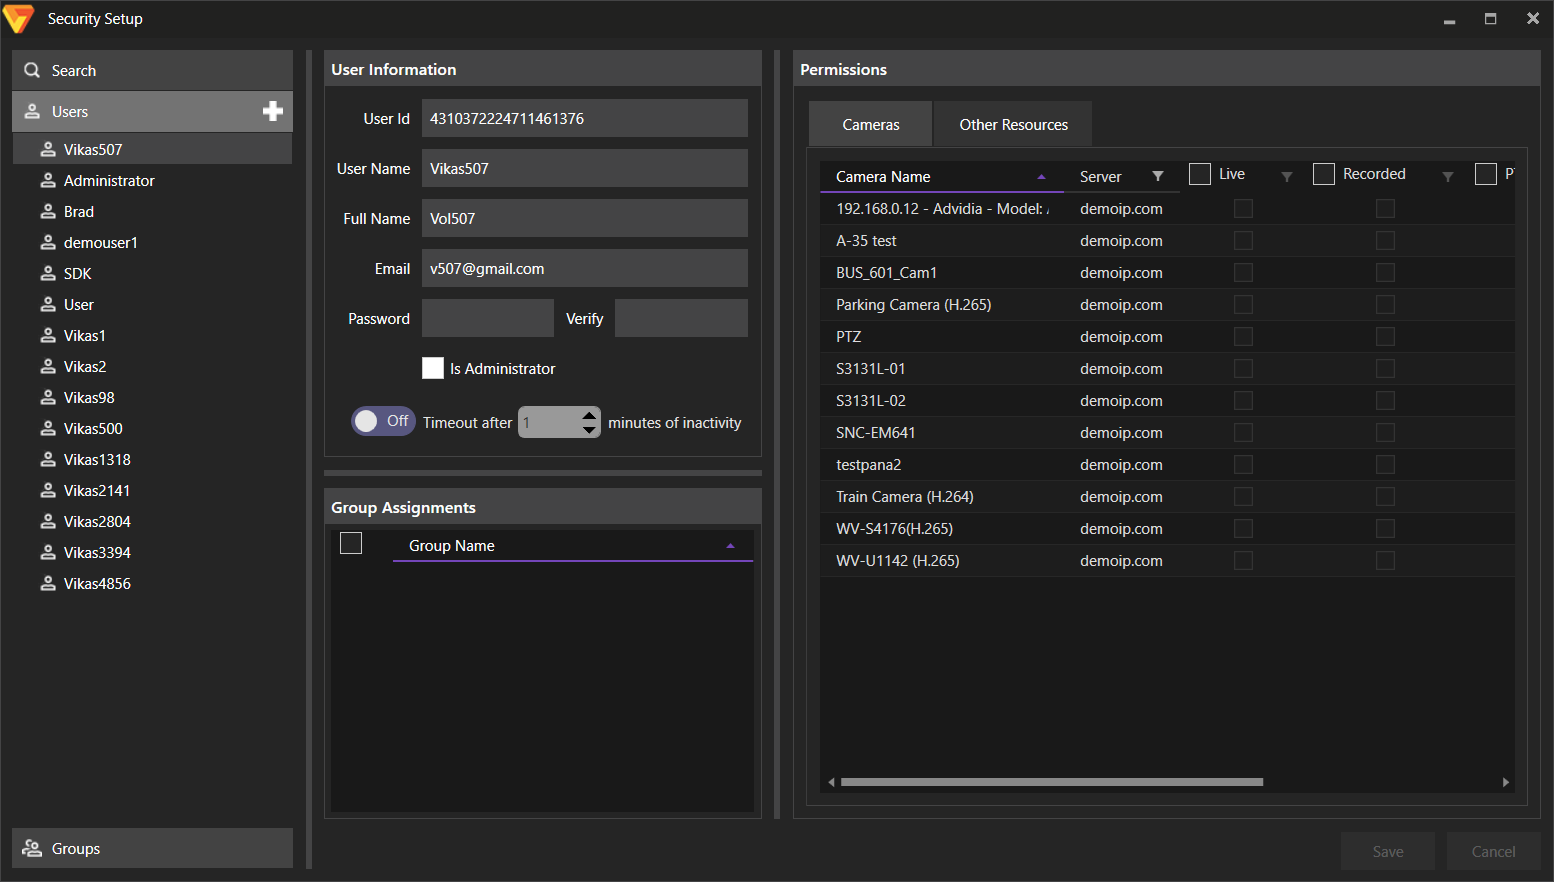 Security Setup
Search
Users
Vikas507
Administrator
Brad
demouser1
SDK
User
Vikas1
Vikas2
Vikas98
Vikas500
Vikas1318
Vikas2141
Vikas2804
Vikas3394
Vikas4856
Groups
User Information
User Id 4310372224711461376
User Name Vikas507
Full Name Vol507
Email v507@gmail.com
Password Verify
Is Administrator
Off Timeout after 1 minutes of inactivity
Group Assignments
Group Name
Permissions
Cameras Other Resources
Camera Name Server Live Recorded
192.168.0.12 - Advidia - Model: demoip.com
A-35 test demoip.com
BUS_601_Cam1 demoip.com
Parking Camera (H.265) demoip.com
PTZ demoip.com
S3131L-01 demoip.com
S3131L-02 demoip.com
SNC-EM641 demoip.com
testpana2 demoip.com
Train Camera (H.264) demoip.com
WV-S4176(H.265) demoip.com
WV-U1142 (H.265) demoip.com
Save Cancel